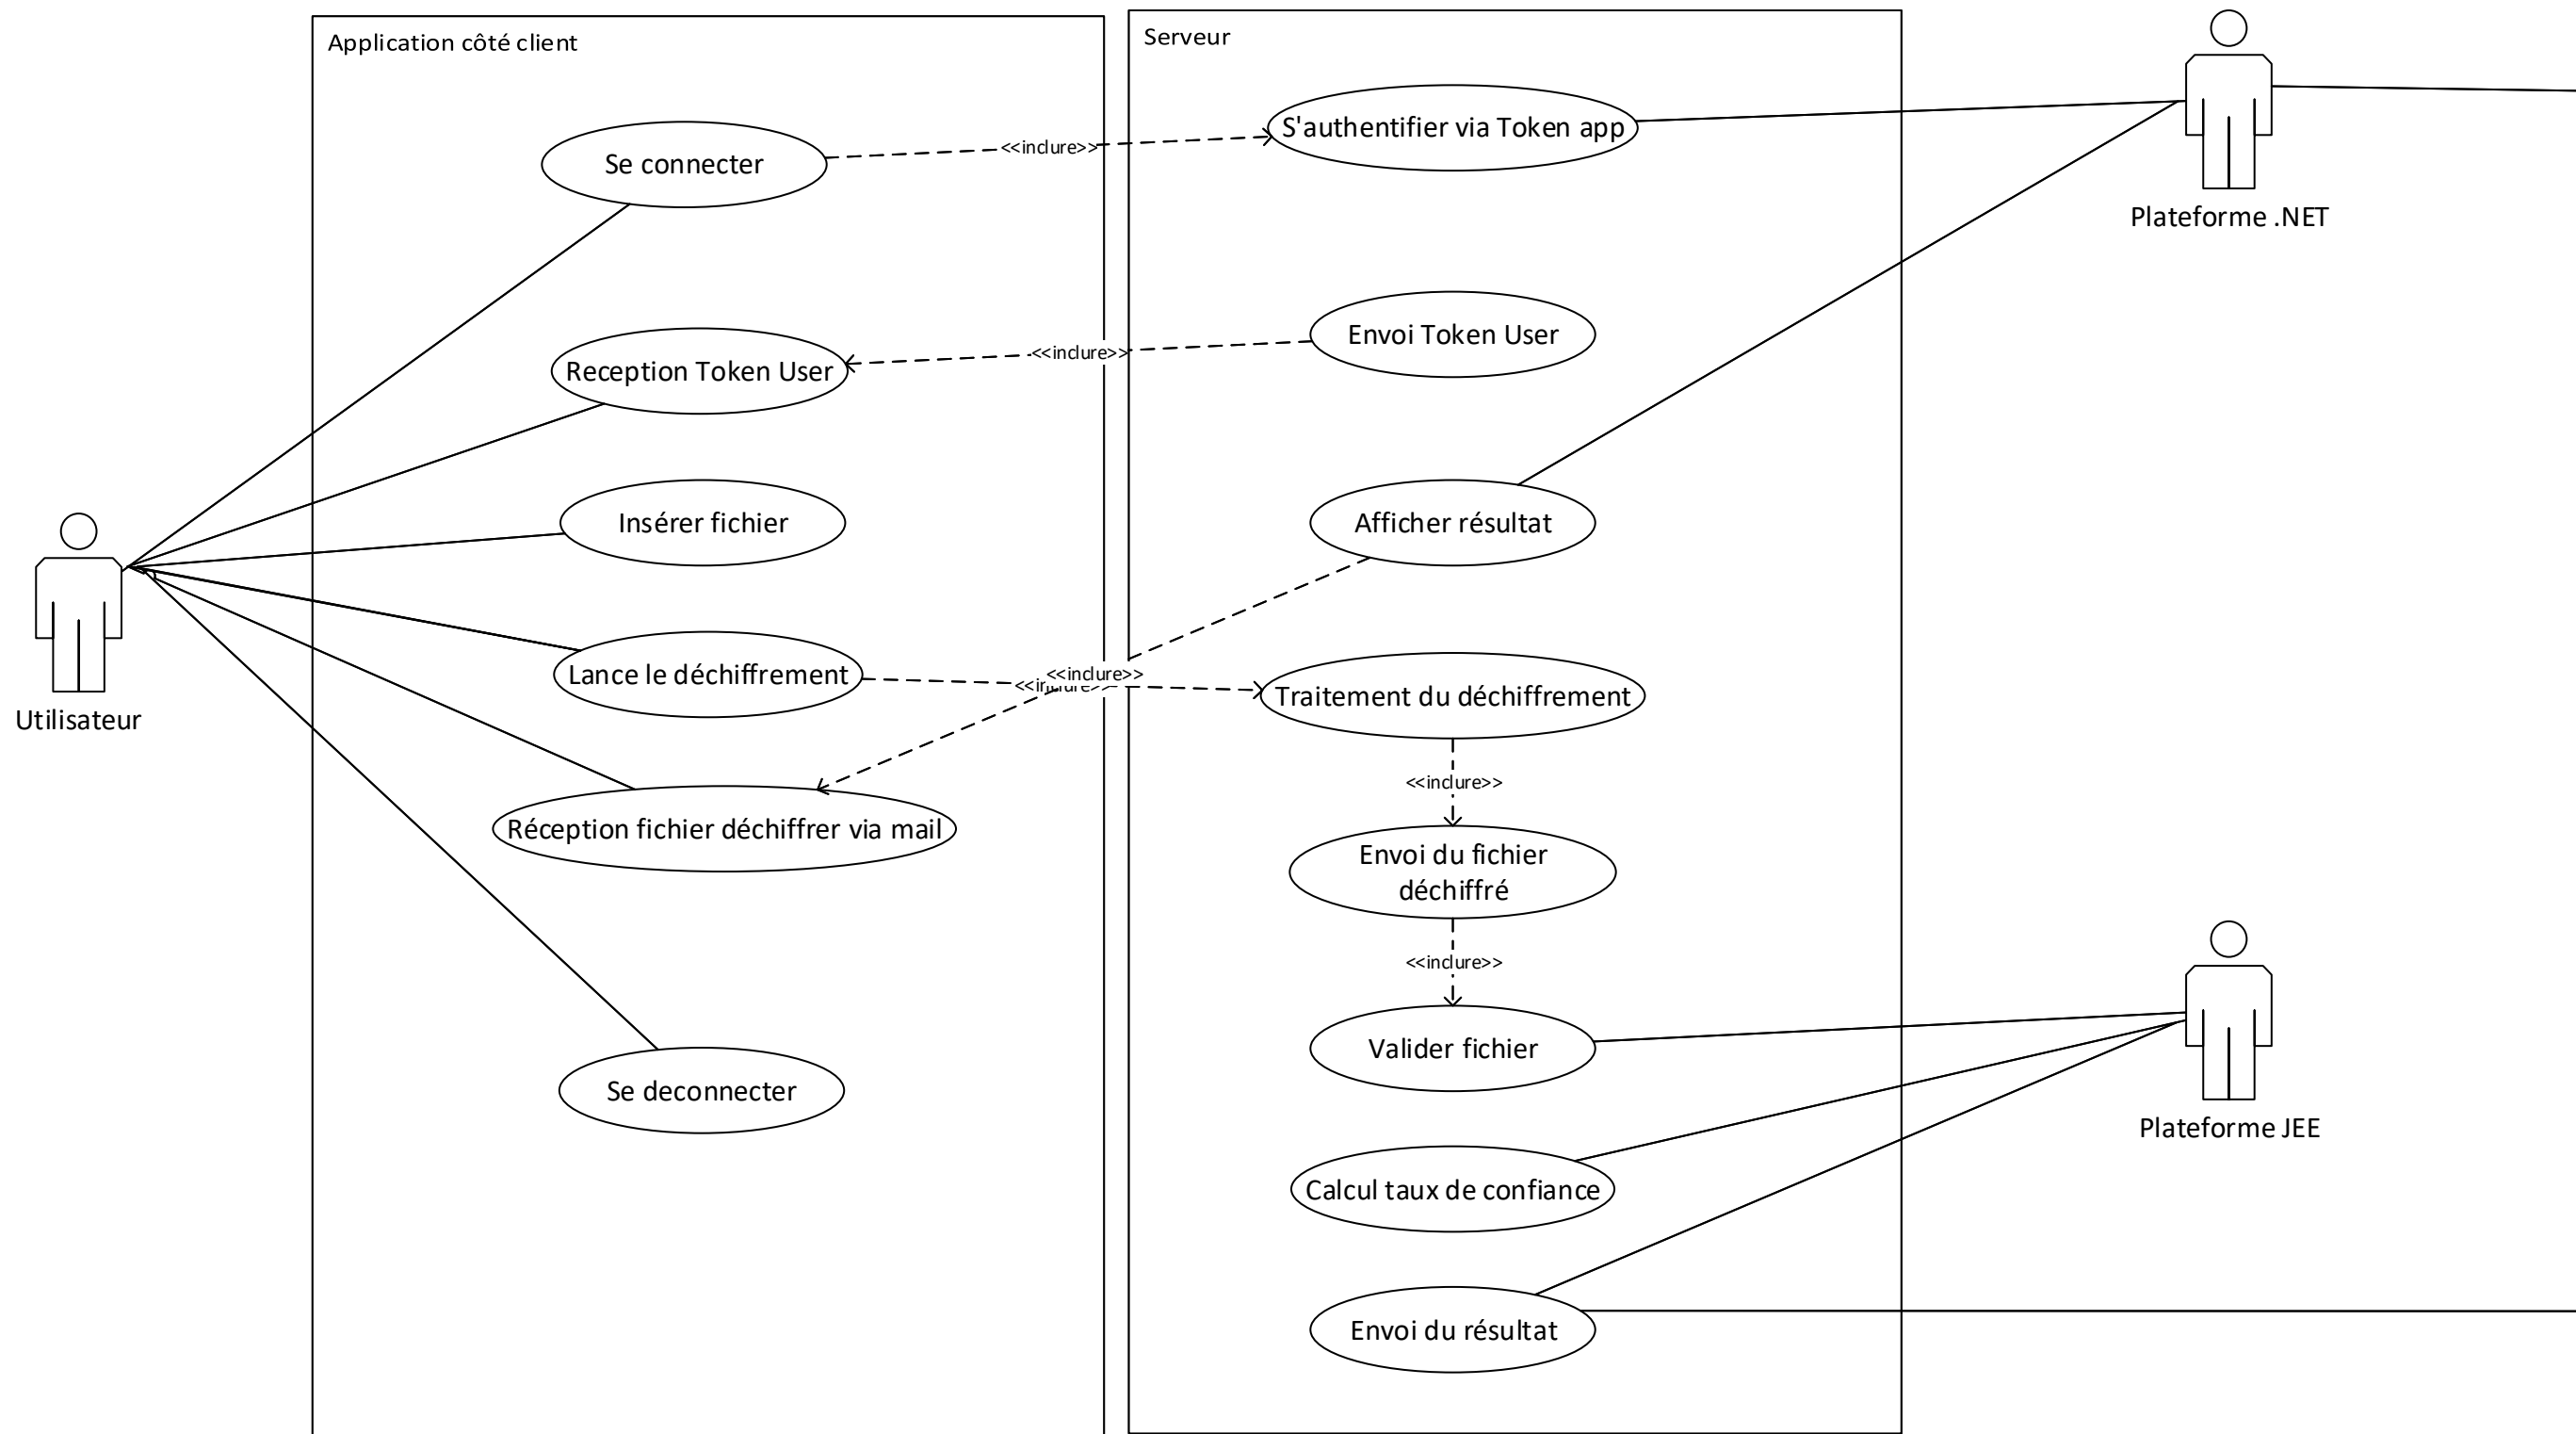 Application côté client
Serveur
Se connecter
<<inclure>>
S'authentifier via Token app
Plateforme .NET
Reception Token User
<<inclure>>
Envoi Token User
Insérer fichier
Afficher résultat
Utilisateur
Lance le déchiffrement
<<inclure>>
<<inclure>>
Traitement du déchiffrement
<<inclure>>
Réception fichier déchiffrer via mail
Envoi du fichier
déchiffré
<<inclure>>
Valider fichier
Se deconnecter
Plateforme JEE
Calcul taux de confiance
Envoi du résultat